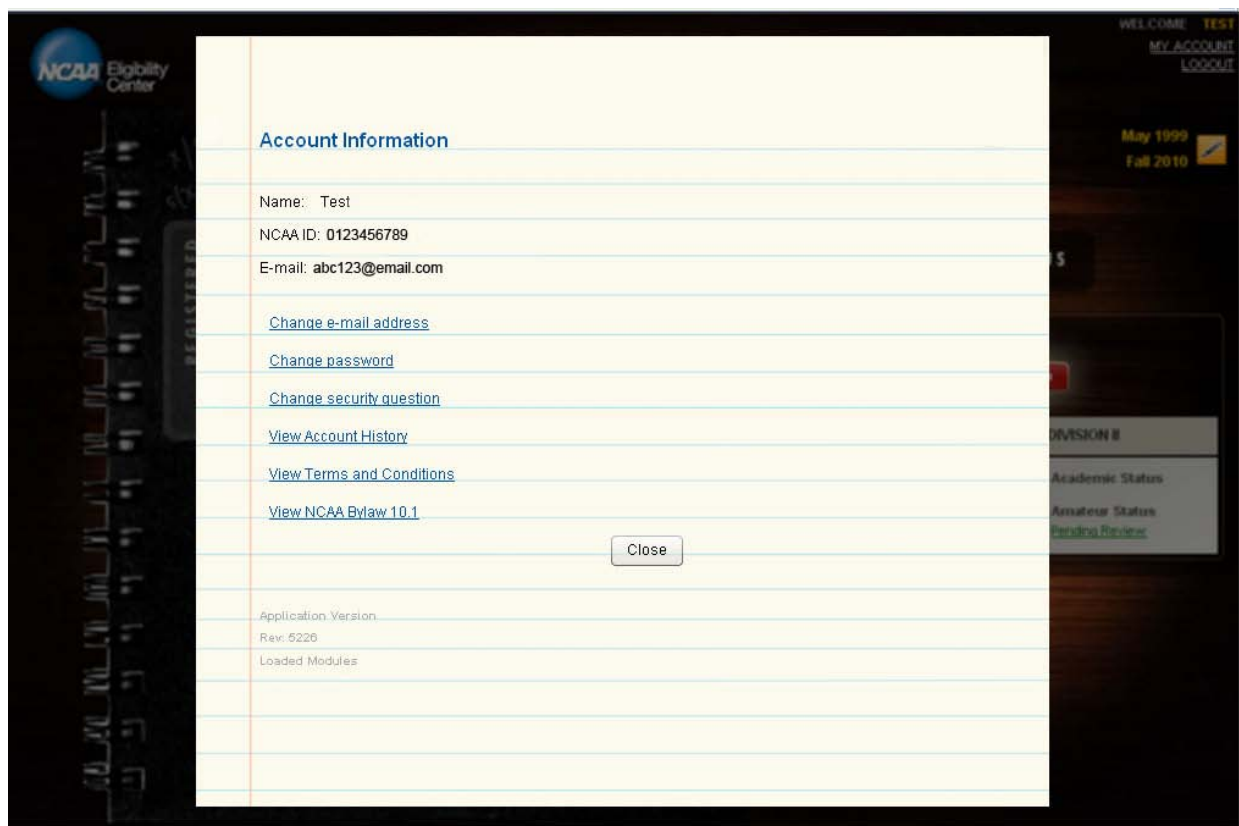 WELCOME TEST
MY ACCOUNT
LOGOUT
NCAA Eligibility
Center
May 1999
Fall 2010
Account Information
Name: Test
NCAA ID: 0123456789
E-mail: abc123@email.com
REGISTERED
Change e-mail address
Change password
Change security question
View Account History
DIVISION II
View Terms and Conditions
Academic Status
View NCAA Bylaw 10.1
Amateur Status
Pending Review
Close
Application Version
Rev: 5226
Loaded Modules